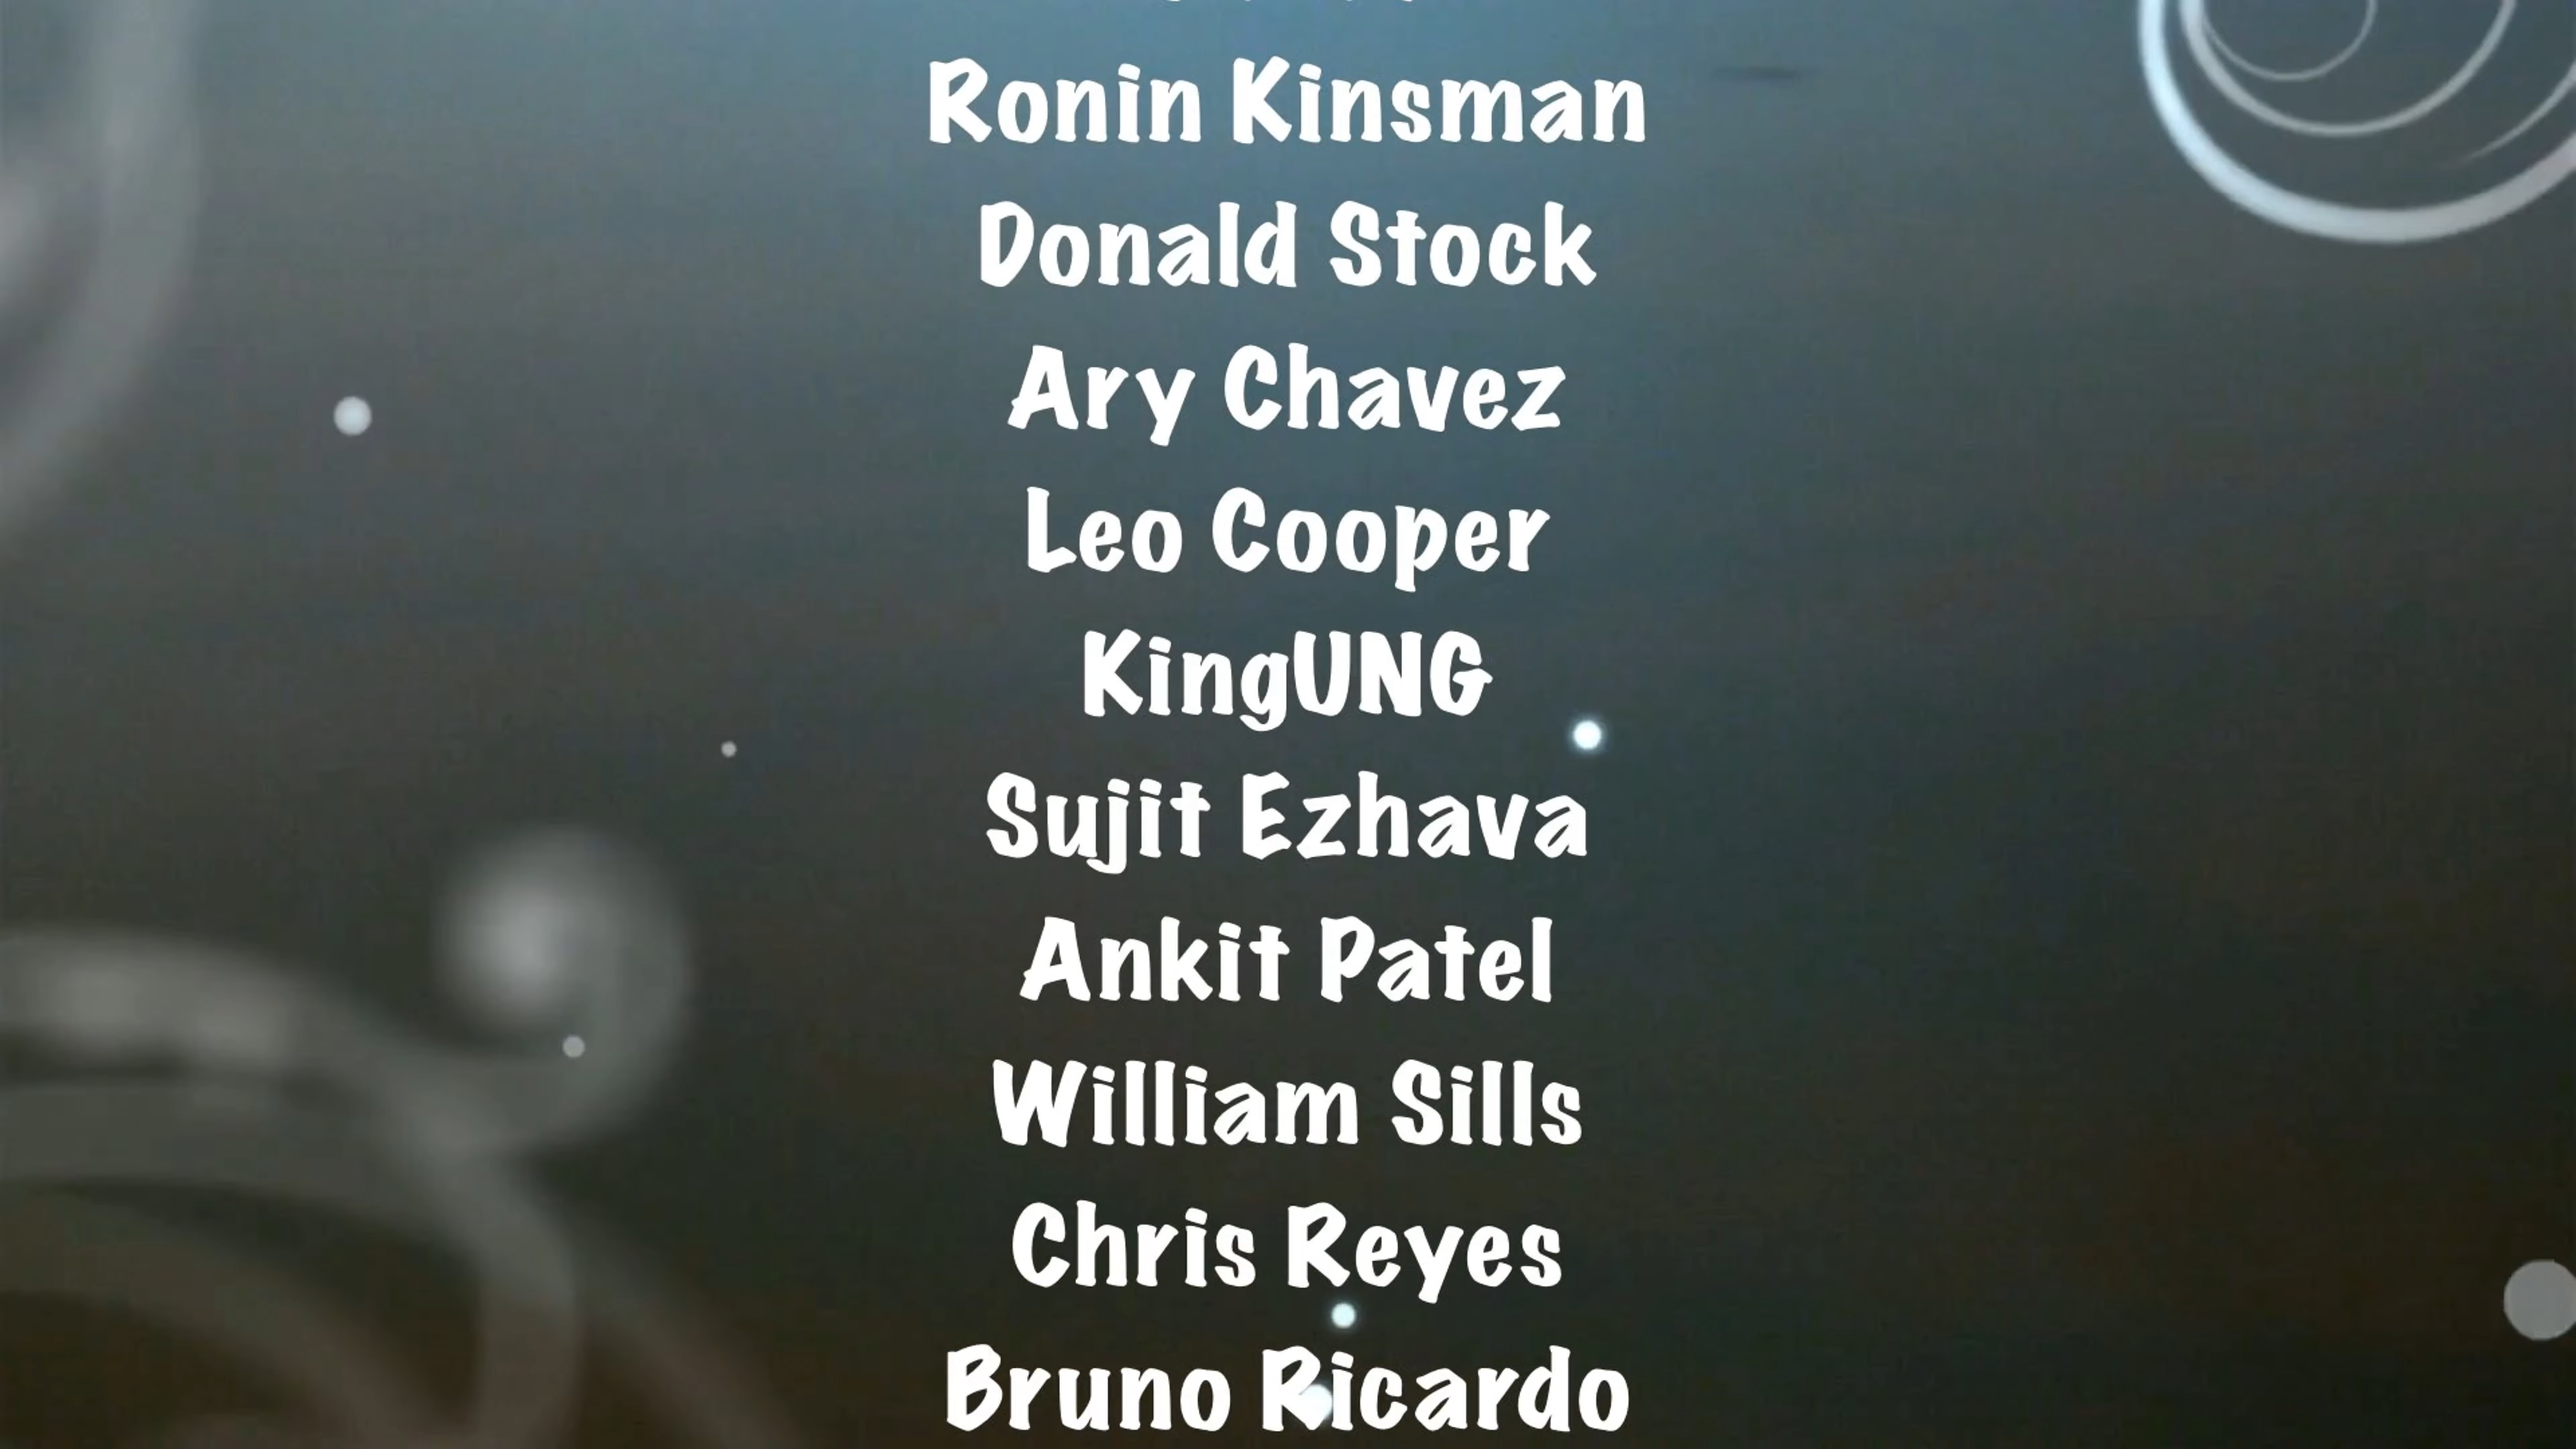 Ronin Kinsman
Donald Stock
Ary Chavez
Leo Cooper
KingUNG
Sujit Ezhava
Ankit Patel
William Sills
Chris Reyes
Bruno Ricardo